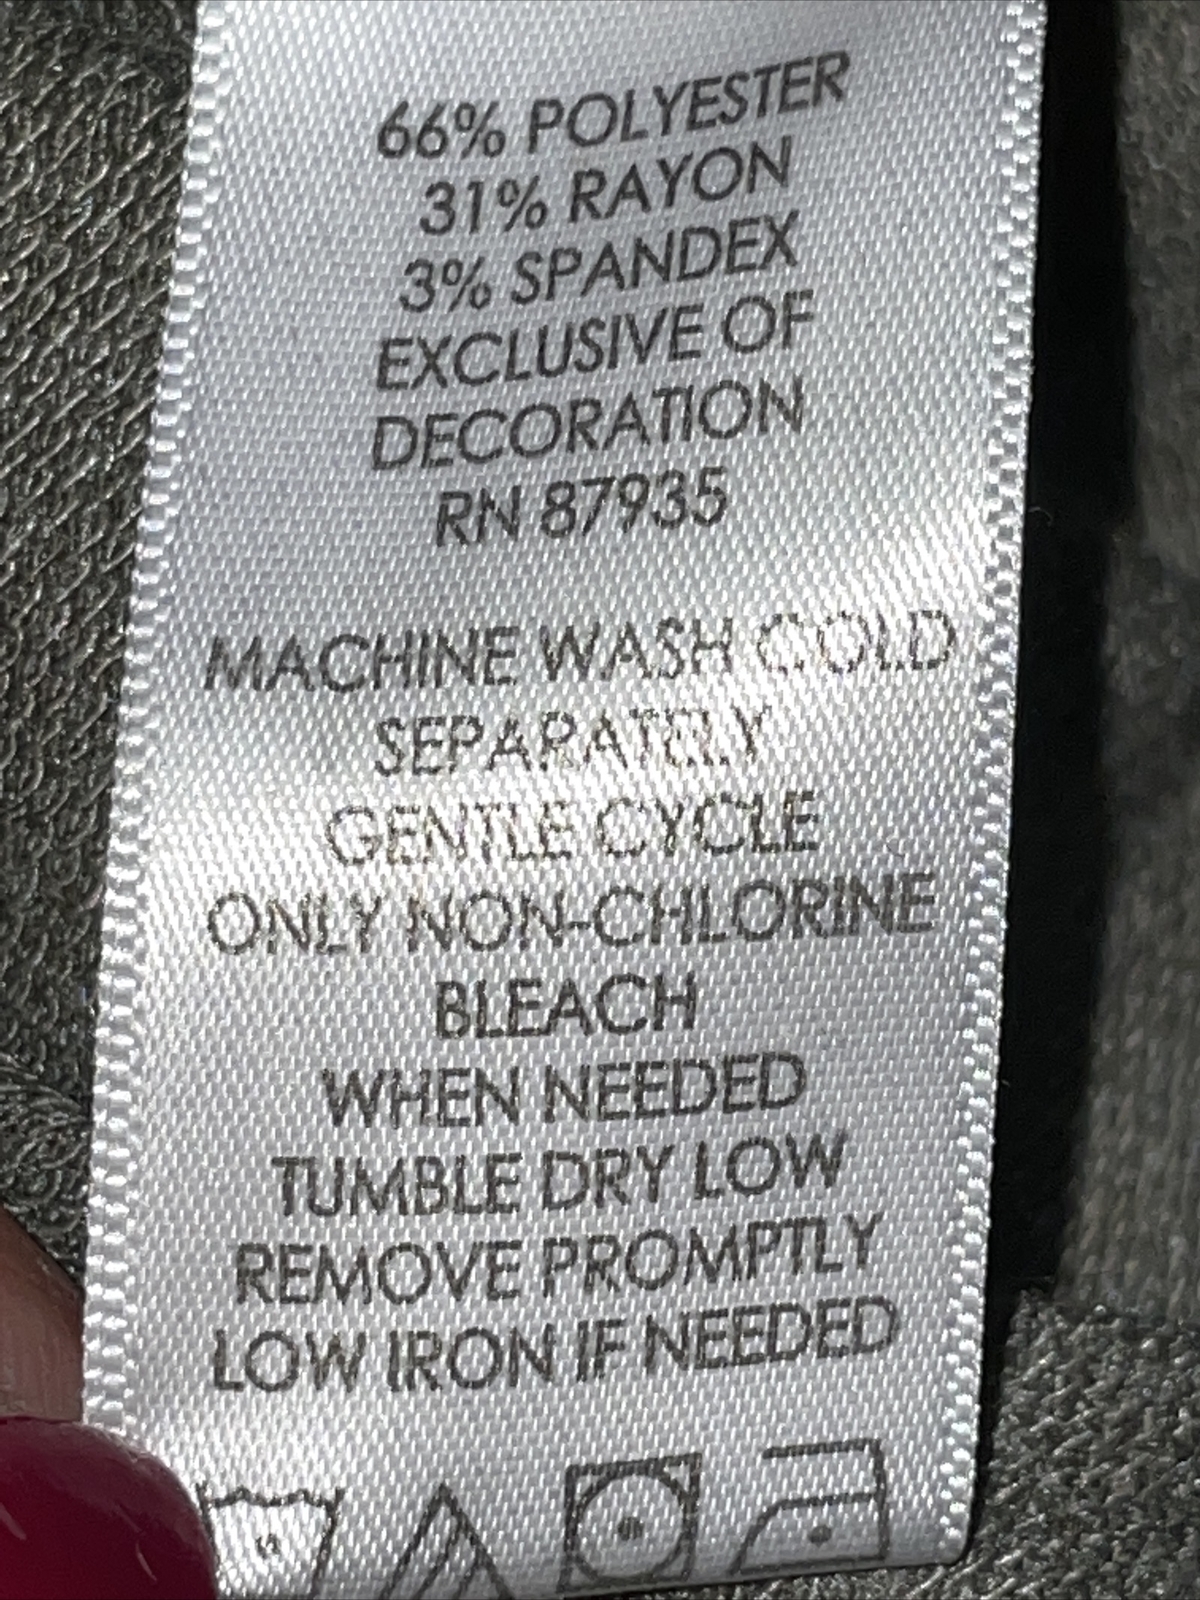 66% POLYESTER
31% RAYON
3% SPANDEX
EXCLUSIVE OF
DECORATION
RN 87935
MACHINE WASH COLD
SEPARATELY
GENTLE CYCLE
ONLY NON-CHLORINE
BLEACH
WHEN NEEDED
TUMBLE DRY LOW
REMOVE PROMPTLY
LOW IRON IF NEEDED